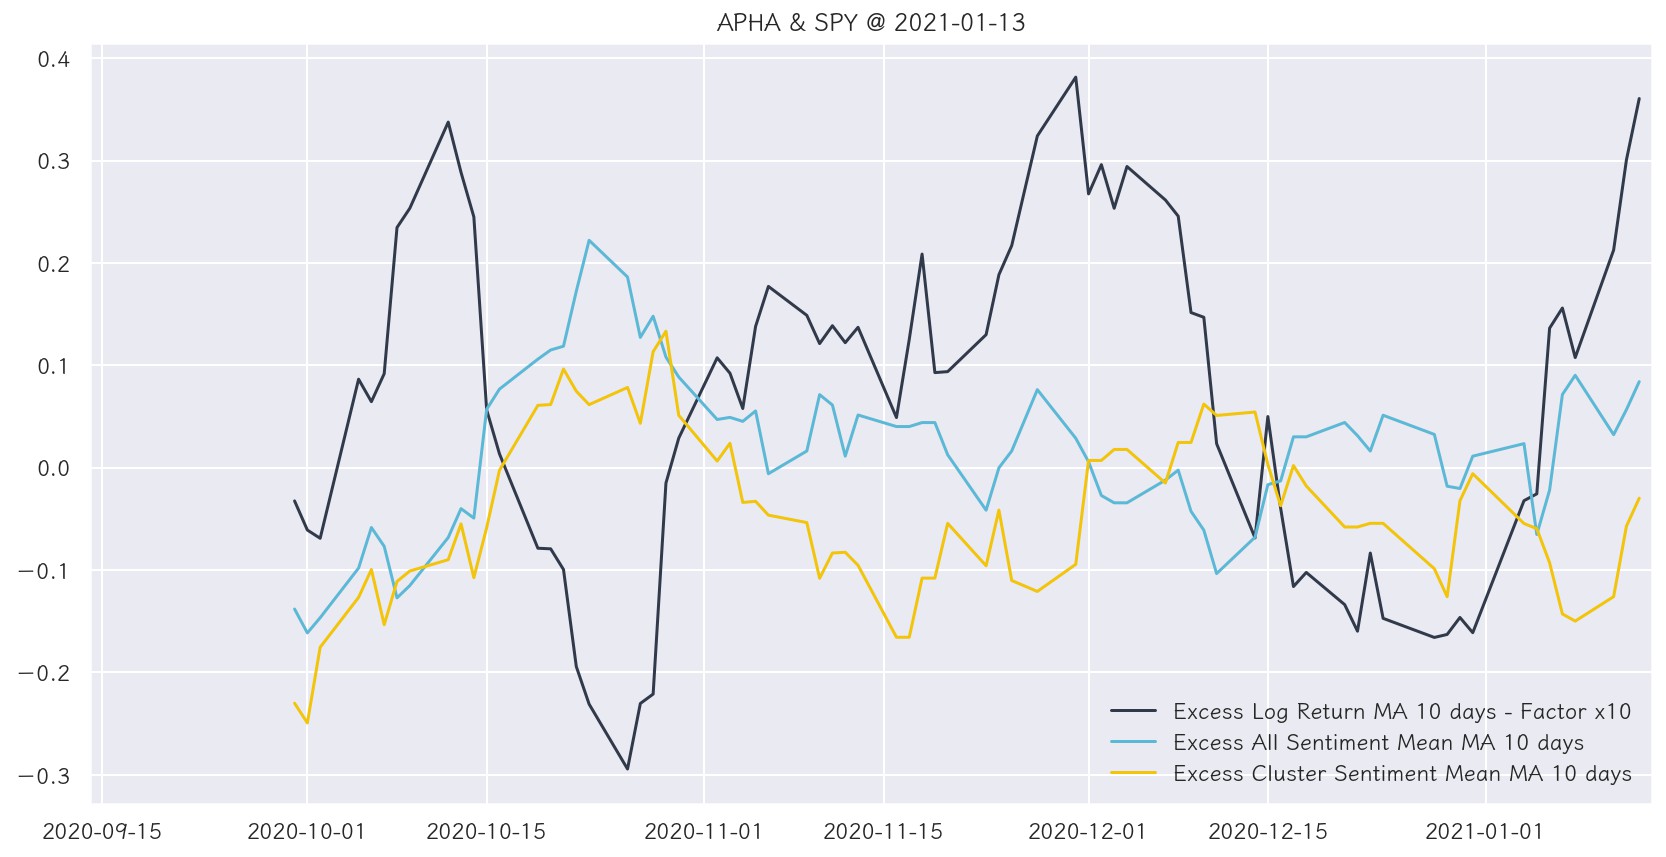 APHA & SPY @ 2021-01-13
0.4
0.3
0.2
0.1
0.0
−0.1
−0.2
−0.3
Excess Log Return MA 10 days - Factor x10
Excess All Sentiment Mean MA 10 days
Excess Cluster Sentiment Mean MA 10 days
2020-09-15 2020-10-01 2020-10-15 2020-11-01 2020-11-15 2020-12-01 2020-12-15 2021-01-01